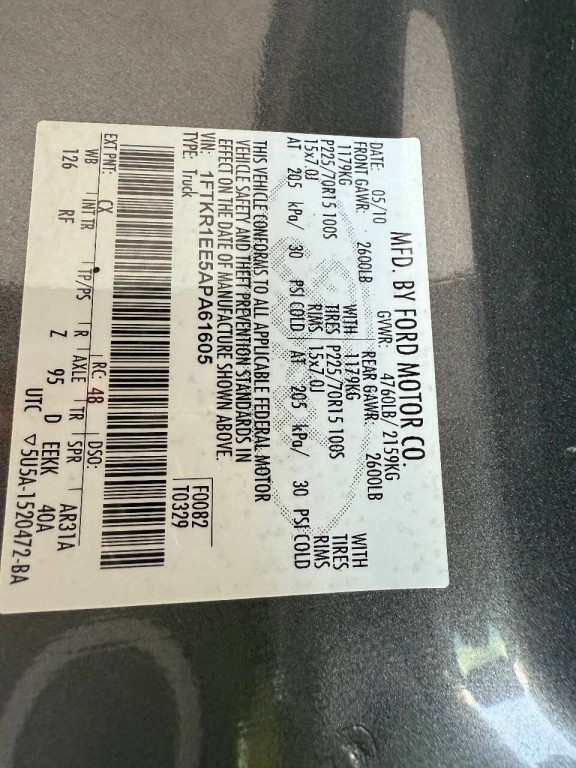 MFD. BY FORD MOTOR CO.
DATE: 05/10 GVWR: 4760LB/ 2159KG
FRONT GAWR: 2600LB REAR GAWR: 2600LB
1179KG WITH 1179KG WITH
P225/70R15 100S TIRES P225/70R15 100S TIRES
15x7.0J RIMS 15x7.0J RIMS
AT 205 kPa/ 30 PSI COLD AT 205 kPa/ 30 PSI COLD
THIS VEHICLE CONFORMS TO ALL APPLICABLE FEDERAL MOTOR
VEHICLE SAFETY AND THEFT PREVENTION STANDARDS IN
EFFECT ON THE DATE OF MANUFACTURE SHOWN ABOVE.
VIN: 1FTKR1EE5APA61605 F0082
TYPE: Truck T0329
EXT PNT: CX RC: 48 DSO:
WB INT TR TP/PS R AXLE TR SPR AR31A
126 RF Z 95 D EEKK 40A
UTC ▽5U5A-1520472-BA